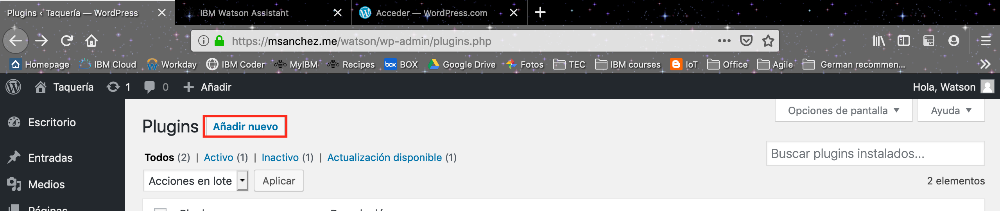 Plugins ‹ Taquería — WordPress IBM Watson Assistant Acceder — WordPress.com
https://msanchez.me/watson/wp-admin/plugins.php
Homepage IBM Cloud Workday IBM Coder MyIBM Recipes box BOX Google Drive Fotos TEC IBM courses IoT Office Agile German recommen...
Taquería 1 0 Añadir Hola, Watson
Opciones de pantalla Ayuda
Escritorio
Plugins Añadir nuevo
Entradas
Todos (2) | Activo (1) | Inactivo (1) | Actualización disponible (1)
Buscar plugins instalados...
Medios
Acciones en lote Aplicar 2 elementos
Páginas